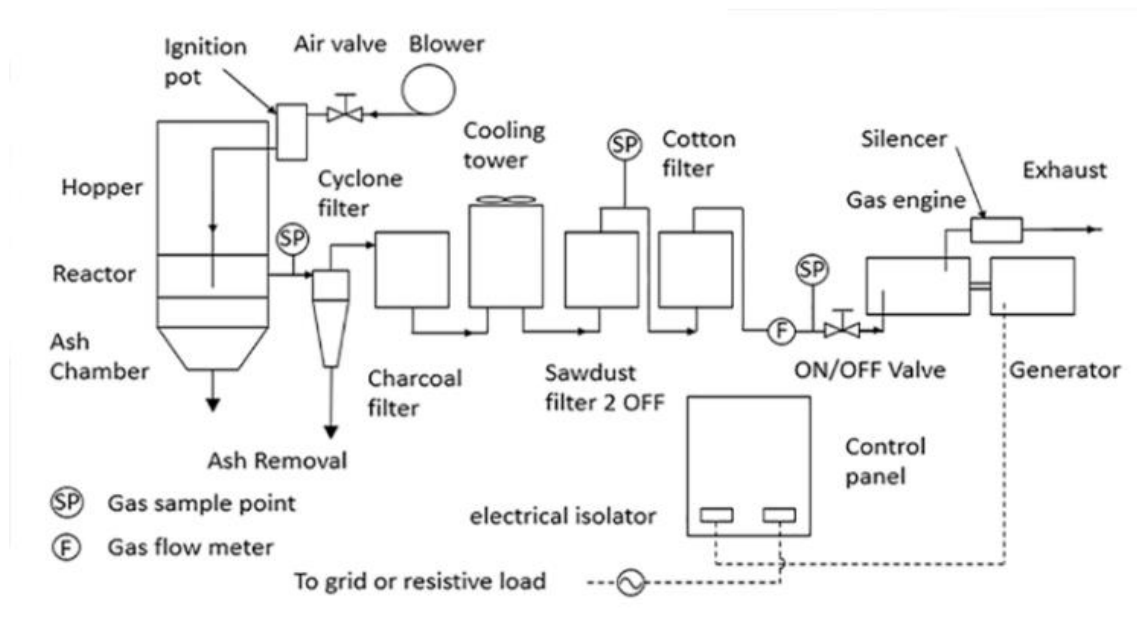 Ignition
pot
Air valve
Blower
Hopper
Cyclone
filter
Cooling
tower
SP
Cotton
filter
Silencer
Exhaust
Gas engine
SP
Reactor
SP
F
Ash
Chamber
Charcoal
filter
Sawdust
filter 2 OFF
ON/OFF Valve
Generator
Ash Removal
Control
panel
SP Gas sample point
electrical isolator
F Gas flow meter
To grid or resistive load